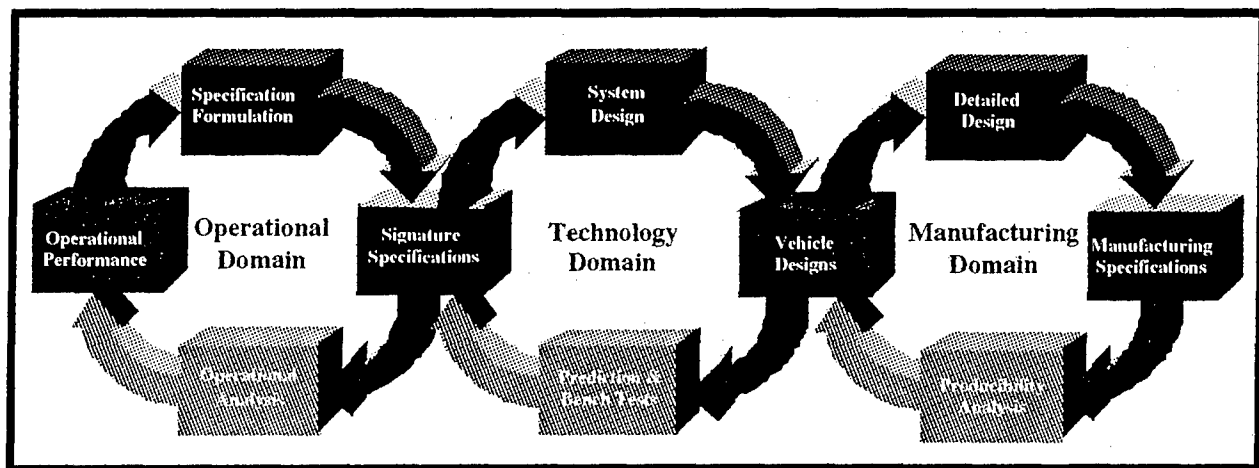 Specification
Formulation
System
Design
Detailed
Design
Operational
Performance
Operational
Domain
Signature
Specifications
Technology
Domain
Vehicle
Designs
Manufacturing
Domain
Manufacturing
Specifications
Operational
Analysis
Prediction &
Bench Tests
Producibility
Analysis